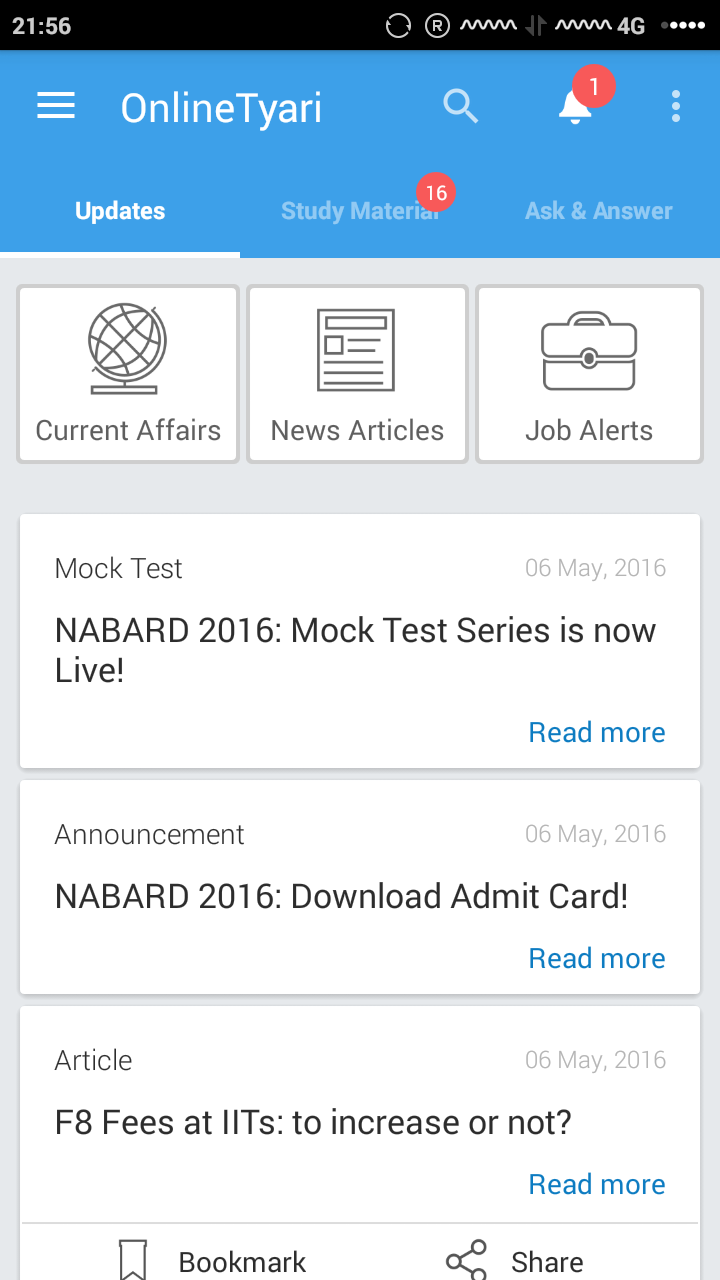 21:56 R 4G
OnlineTyari 1
Updates Study Material 16 Ask & Answer
Current Affairs News Articles Job Alerts
Mock Test 06 May, 2016
NABARD 2016: Mock Test Series is now
Live!
Read more
Announcement 06 May, 2016
NABARD 2016: Download Admit Card!
Read more
Article 06 May, 2016
F8 Fees at IITs: to increase or not?
Read more
Bookmark Share